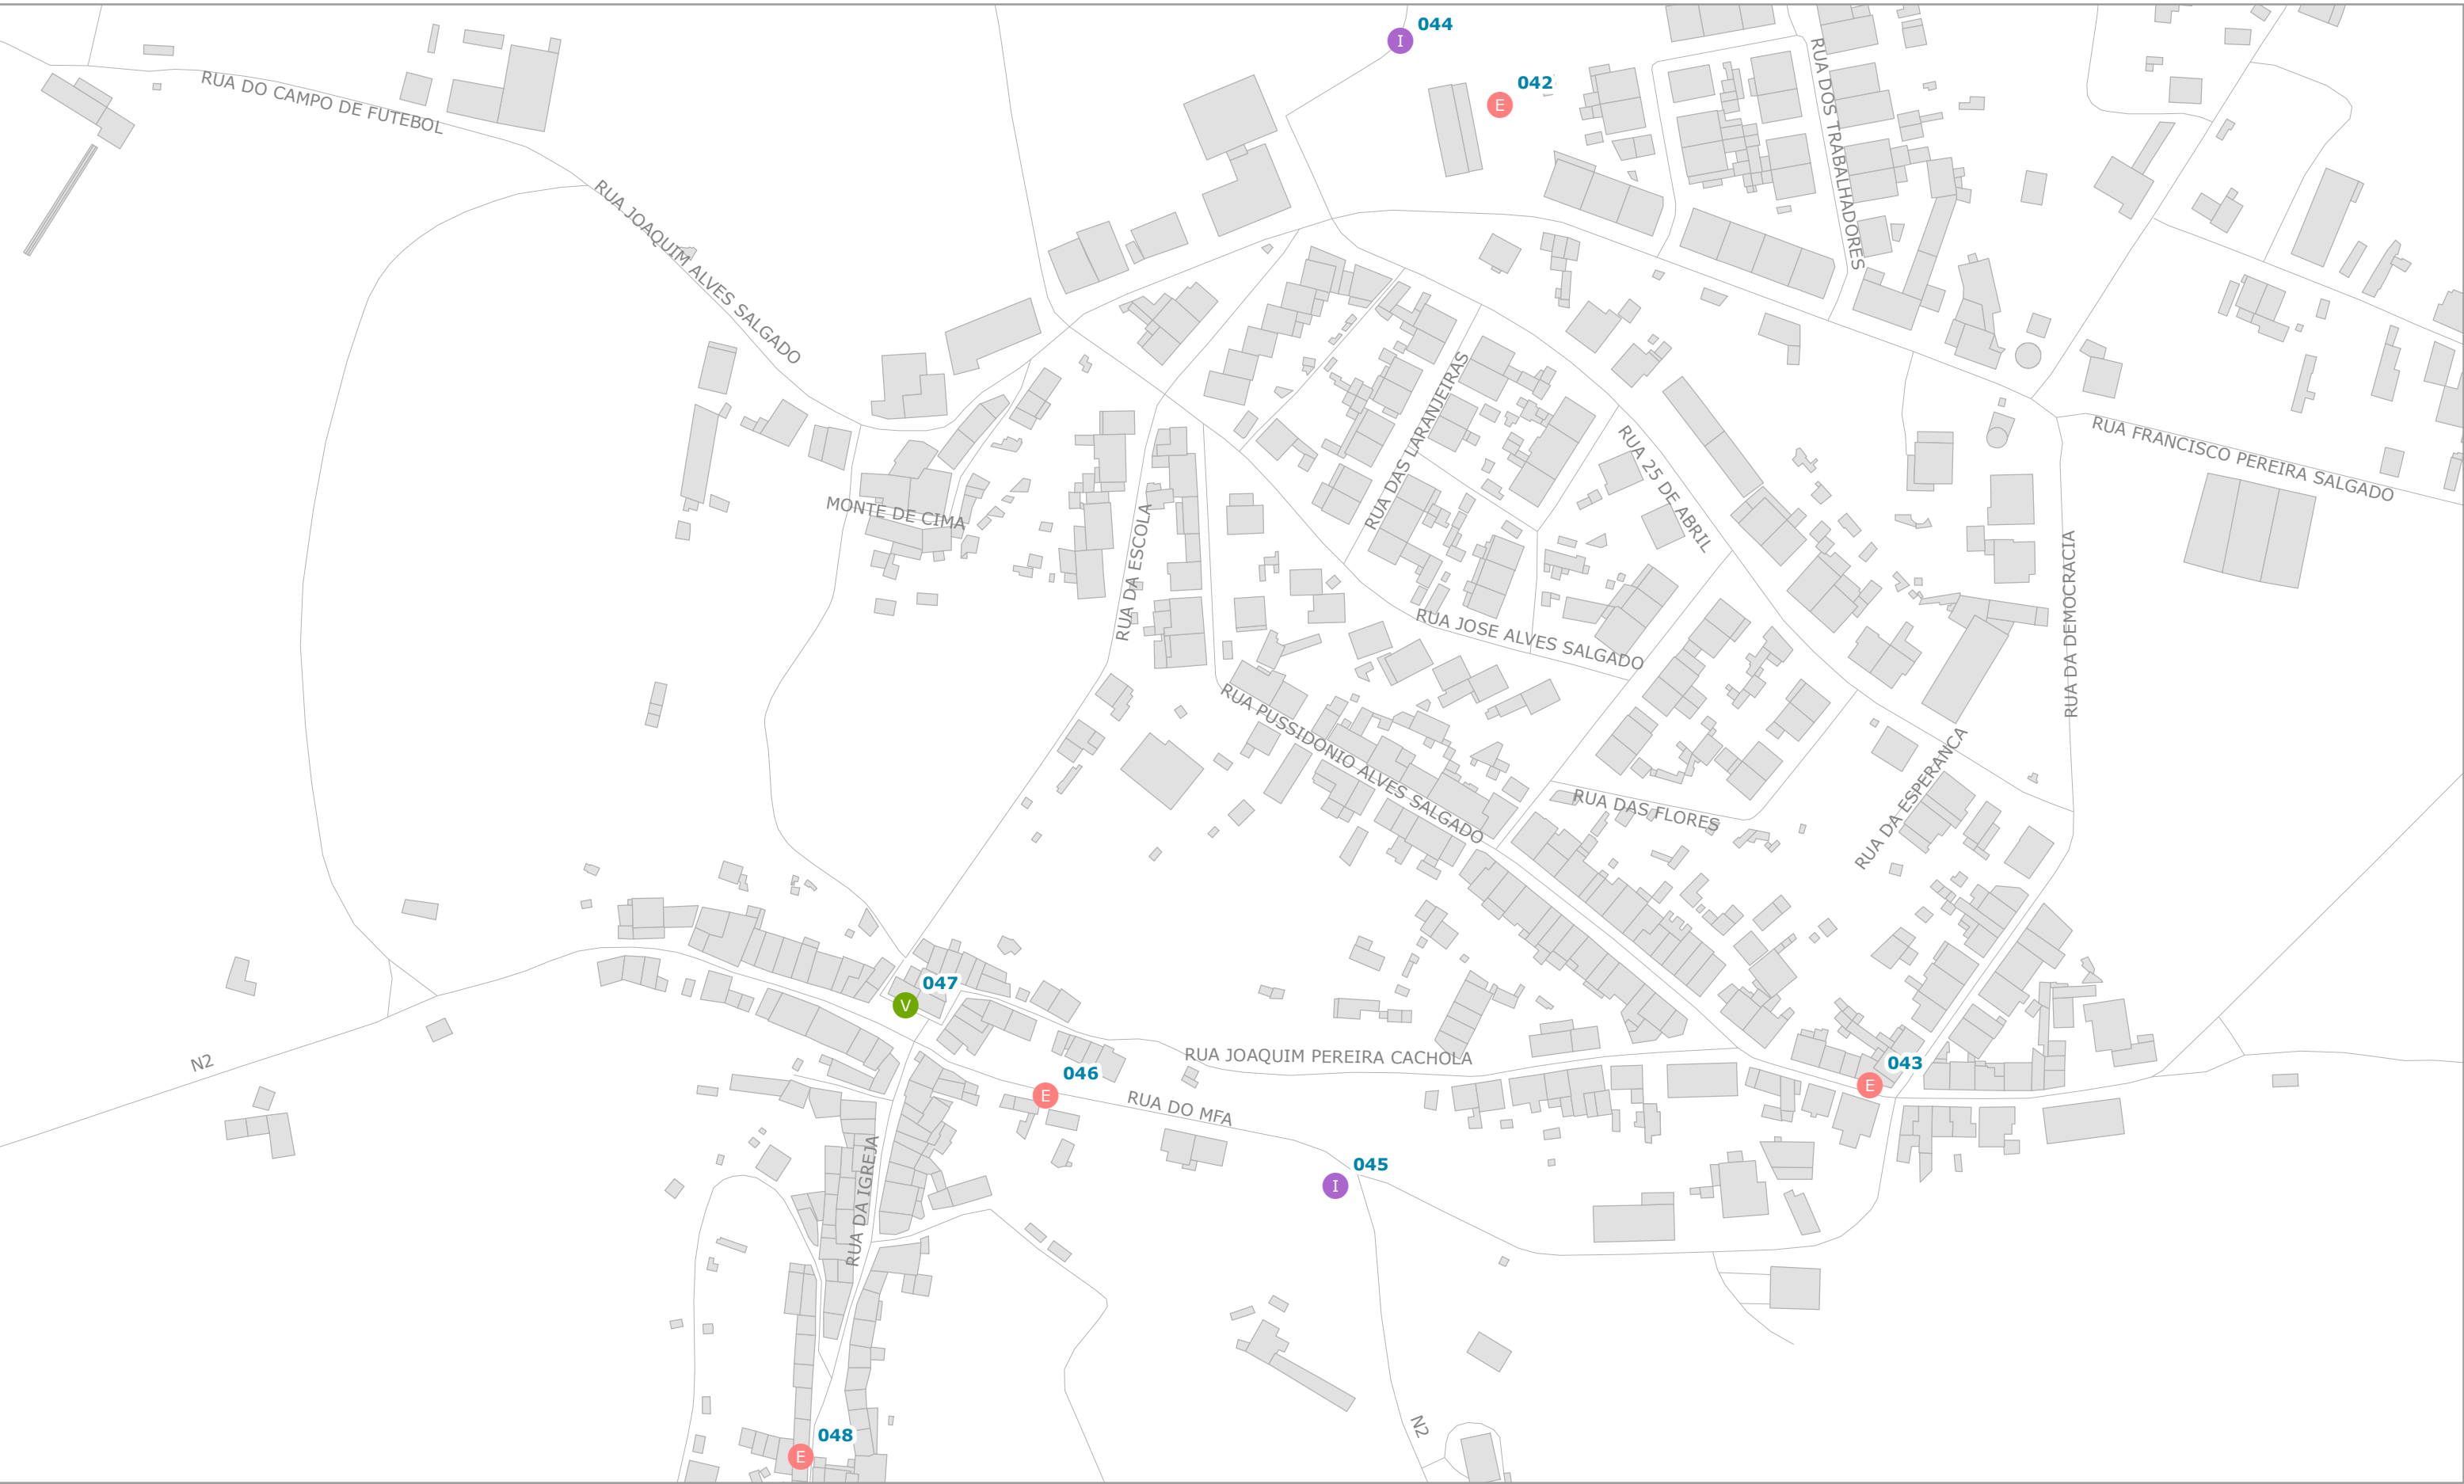 044
I
042
E
RUA DO CAMPO DE FUTEBOL
RUA DOS TRABALHADORES
RUA JOAQUIM ALVES SALGADO
RUA DAS LARANJEIRAS
RUA 25 DE ABRIL
RUA FRANCISCO PEREIRA SALGADO
MONTE DE CIMA
RUA DA ESCOLA
RUA DA DEMOCRACIA
RUA JOSE ALVES SALGADO
RUA PUSSIDONIO ALVES SALGADO
RUA DAS FLORES
RUA DA ESPERANCA
047
V
N2
RUA JOAQUIM PEREIRA CACHOLA
043
E
046
E
RUA DO MFA
045
I
RUA DA IGREJA
N2
048
E